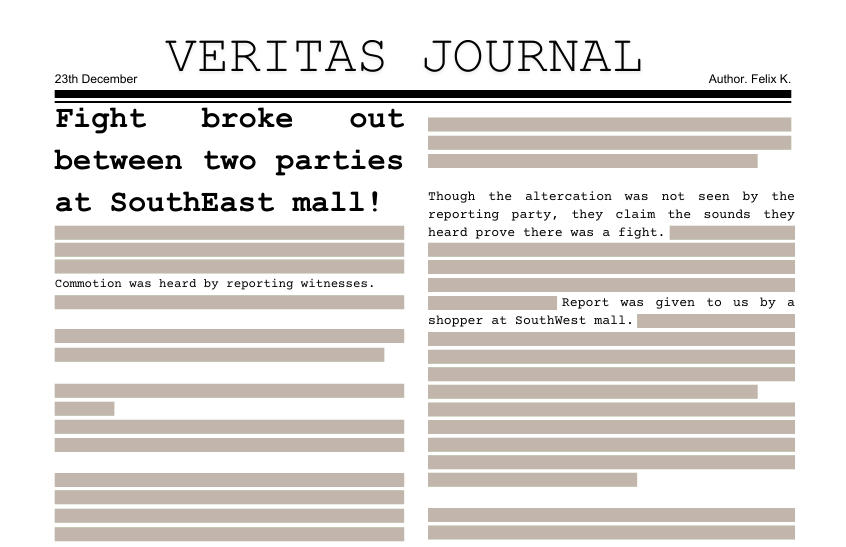 VERITAS JOURNAL
23th December
Author. Felix K.
Fight broke out
between two parties
at SouthEast mall!
Commotion was heard by reporting witnesses.
Though the altercation was not seen by the
reporting party, they claim the sounds they
heard prove there was a fight.
Report was given to us by a
shopper at SouthWest mall.